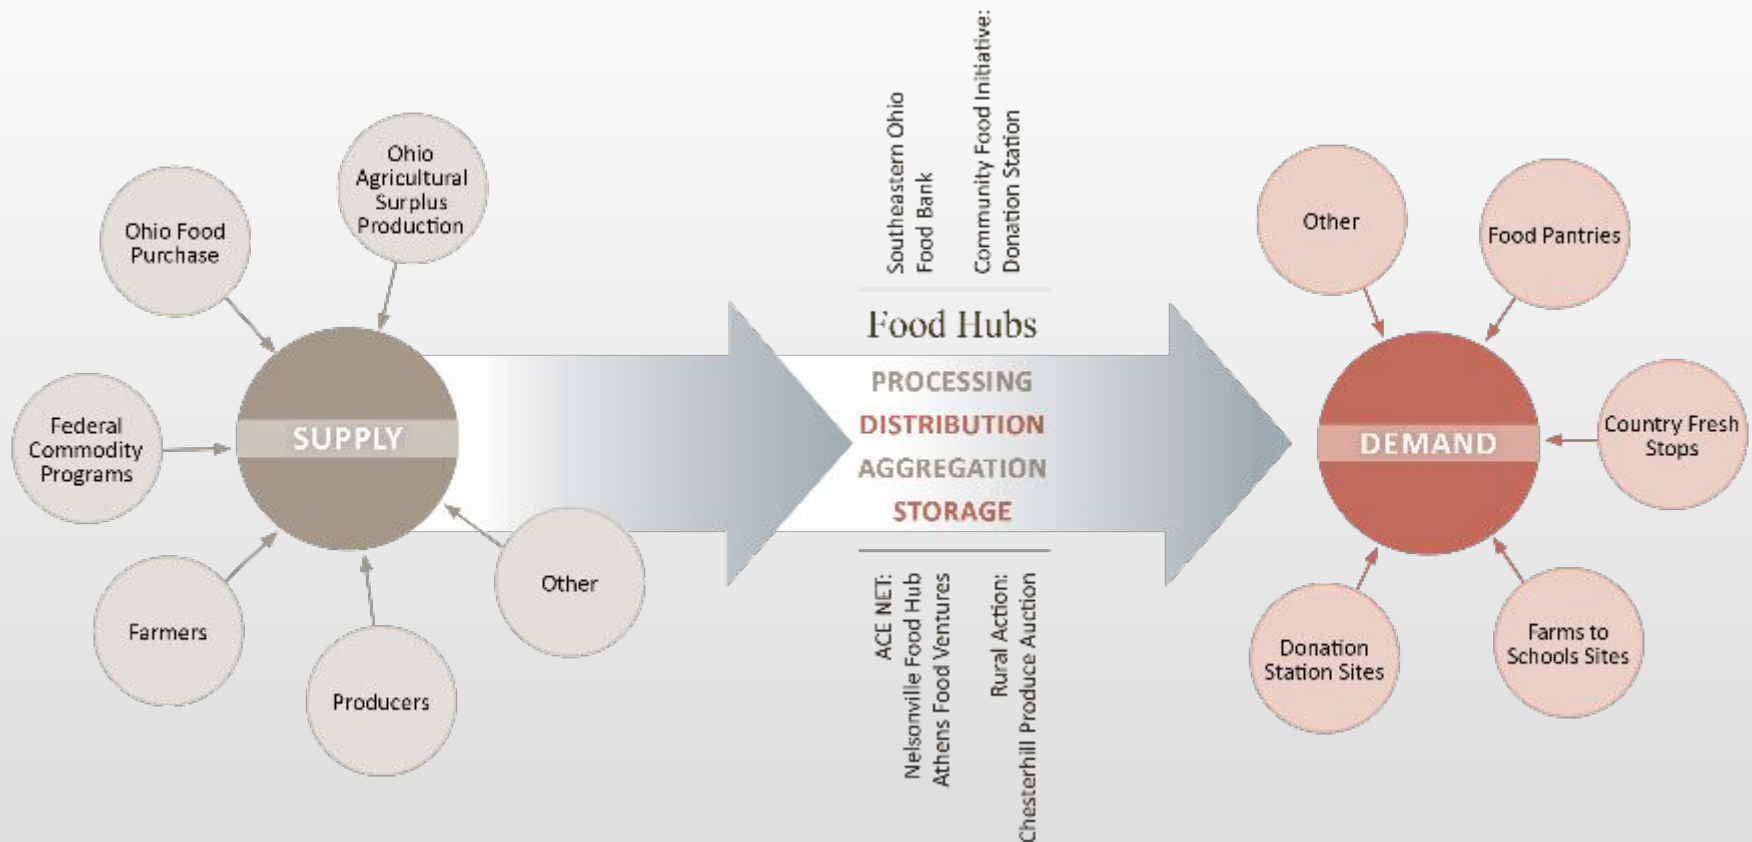 Ohio
Agricultural
Surplus
Production
Ohio Food
Purchase
Federal
Commodity
Programs
Farmers
Producers
Other
SUPPLY
Southeastern Ohio
Food Bank
Community Food Initiative:
Donation Station
Food Hubs
PROCESSING
DISTRIBUTION
AGGREGATION
STORAGE
ACE NET:
Nelsonville Food Hub
Athens Food Ventures
Rural Action:
Chesterhill Produce Auction
Other
Food Pantries
Country Fresh
Stops
DEMAND
Donation
Station Sites
Farms to
Schools Sites